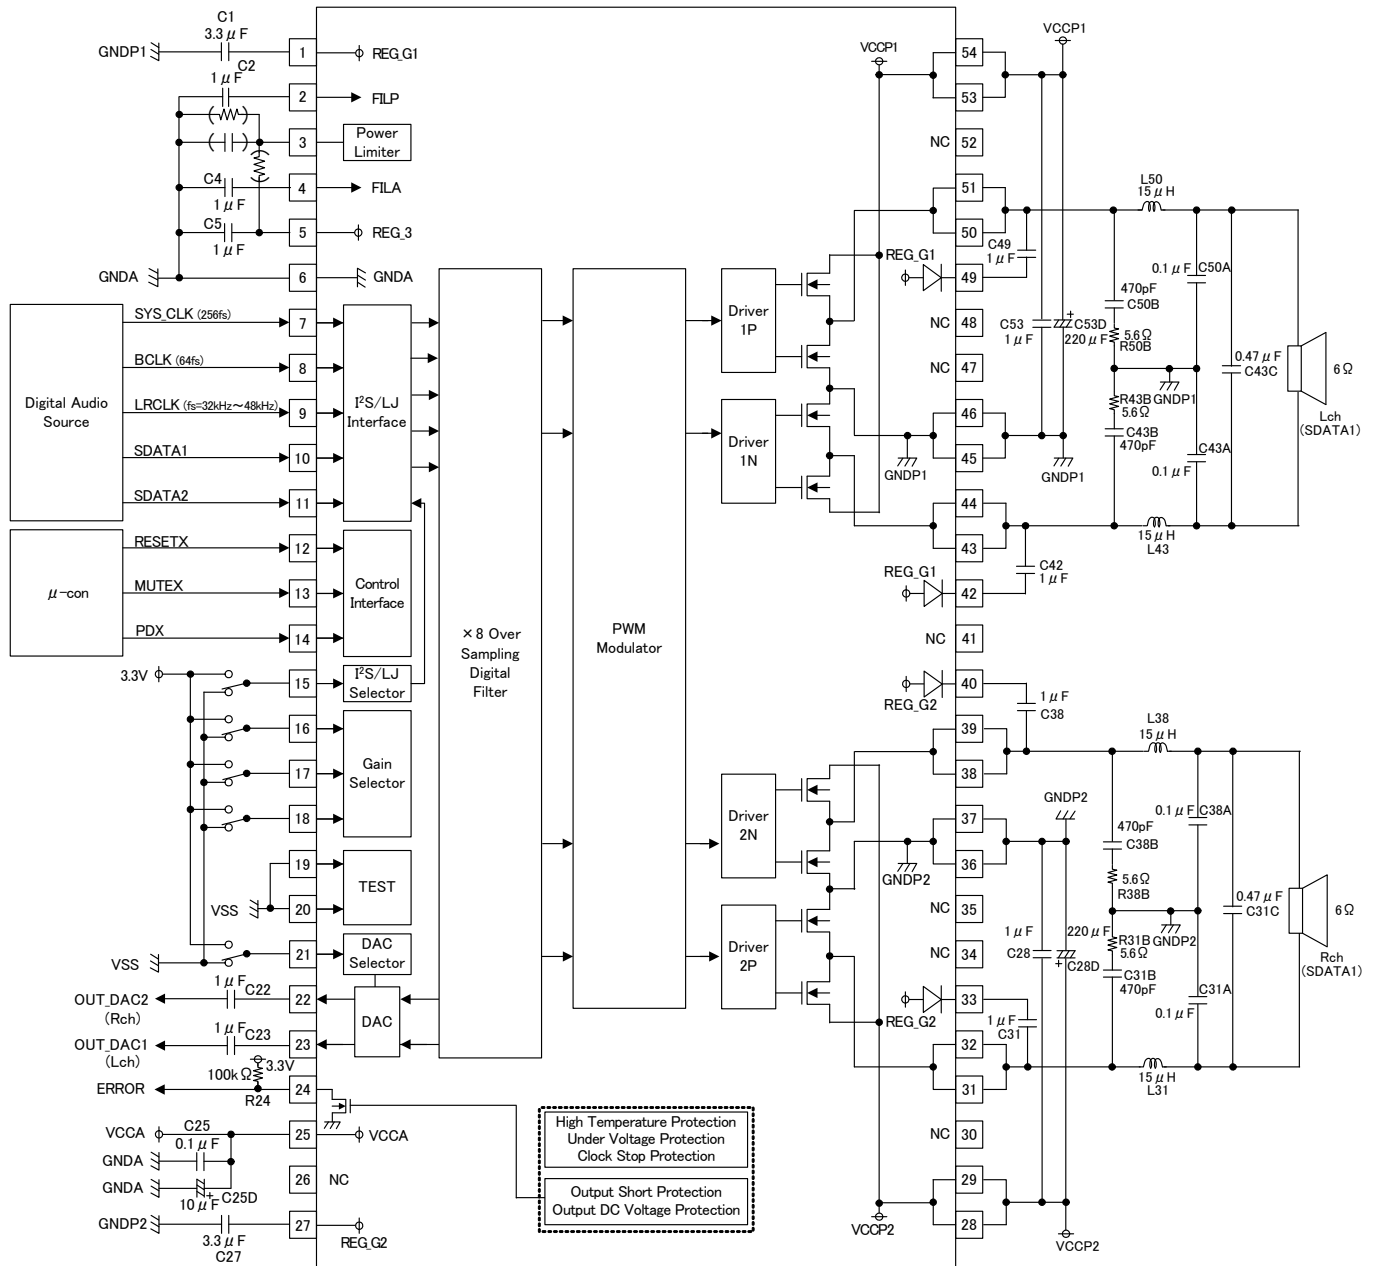 C1
3.3μF
GNDP1
1
REG_G1
C2
1μF
2
FILP
3
Power
Limiter
C4
1μF
4
FILA
C5
1μF
5
REG_3
GNDA
6
GNDA
Digital Audio
Source
SYS_CLK (256fs)
7
BCLK (64fs)
8
LRCLK (fs=32kHz～48kHz)
9
SDATA1
10
SDATA2
11
I²S/LJ
Interface
μ-con
RESETX
12
MUTEX
13
PDX
14
Control
Interface
3.3V
15
I²S/LJ
Selector
16
17
18
Gain
Selector
19
20
VSS
TEST
21
VSS
DAC
Selector
1μF
C22
OUT_DAC2
(Rch)
22
1μF
C23
OUT_DAC1
(Lch)
23
DAC
3.3V
100kΩ
R24
ERROR
24
VCCA
C25
0.1μF
25
VCCA
GNDA
GNDA
+
C25D
10μF
26
NC
GNDP2
3.3μF
C27
27
REG_G2
×8 Over
Sampling
Digital
Filter
PWM
Modulator
Driver
1P
Driver
1N
Driver
2N
Driver
2P
High Temperature Protection
Under Voltage Protection
Clock Stop Protection
Output Short Protection
Output DC Voltage Protection
VCCP1
54
53
VCCP1
NC
52
51
50
REG_G1
49
C49
1μF
NC
48
NC
47
46
45
GNDP1
44
43
REG_G1
42
C42
1μF
C53
1μF
+
C53D
220μF
GNDP1
L50
15μH
470pF
C50B
5.6Ω
R50B
0.1μF
C50A
GNDP1
R43B
5.6Ω
C43B
470pF
C43A
0.1μF
0.47μF
C43C
15μH
L43
6Ω
Lch
(SDATA1)
NC
41
REG_G2
40
1μF
C38
39
38
37
36
GNDP2
GNDP2
NC
35
NC
34
1μF
C28
220μF
+
C28D
REG_G2
33
1μF
C31
32
31
NC
30
29
28
VCCP2
VCCP2
L38
15μH
470pF
C38B
5.6Ω
R38B
0.1μF
C38A
GNDP2
R31B
5.6Ω
C31B
470pF
C31A
0.1μF
0.47μF
C31C
15μH
L31
6Ω
Rch
(SDATA1)